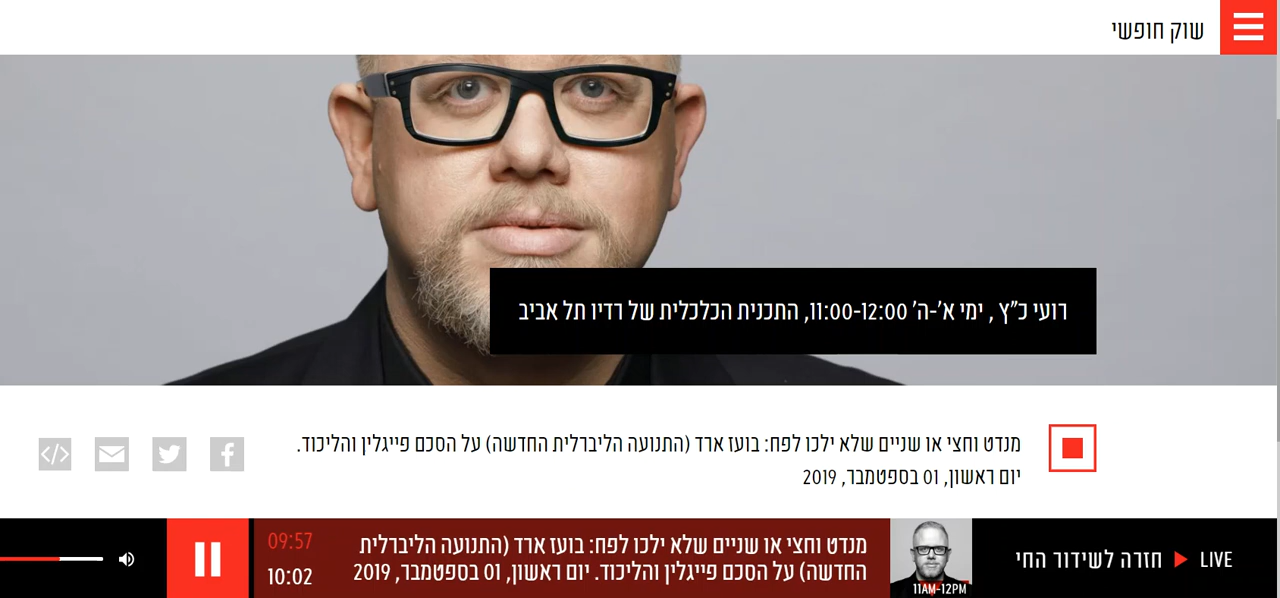 שוק חופשי
רועי כ"ץ , ימי א'-ה' 11:00-12:00, התכנית הכלכלית של רדיו תל אביב
מנדט וחצי או שניים שלא ילכו לפח: בועז ארד (התנועה הליברלית החדשה) על הסכם פייגלין והליכוד.
יום ראשון, 01 בספטמבר, 2019
LIVE חזרה לשידור החי
11AM-12PM
מנדט וחצי או שניים שלא ילכו לפח: בועז ארד (התנועה הליברלית
החדשה) על הסכם פייגלין והליכוד. יום ראשון, 01 בספטמבר, 2019
09:57
10:02